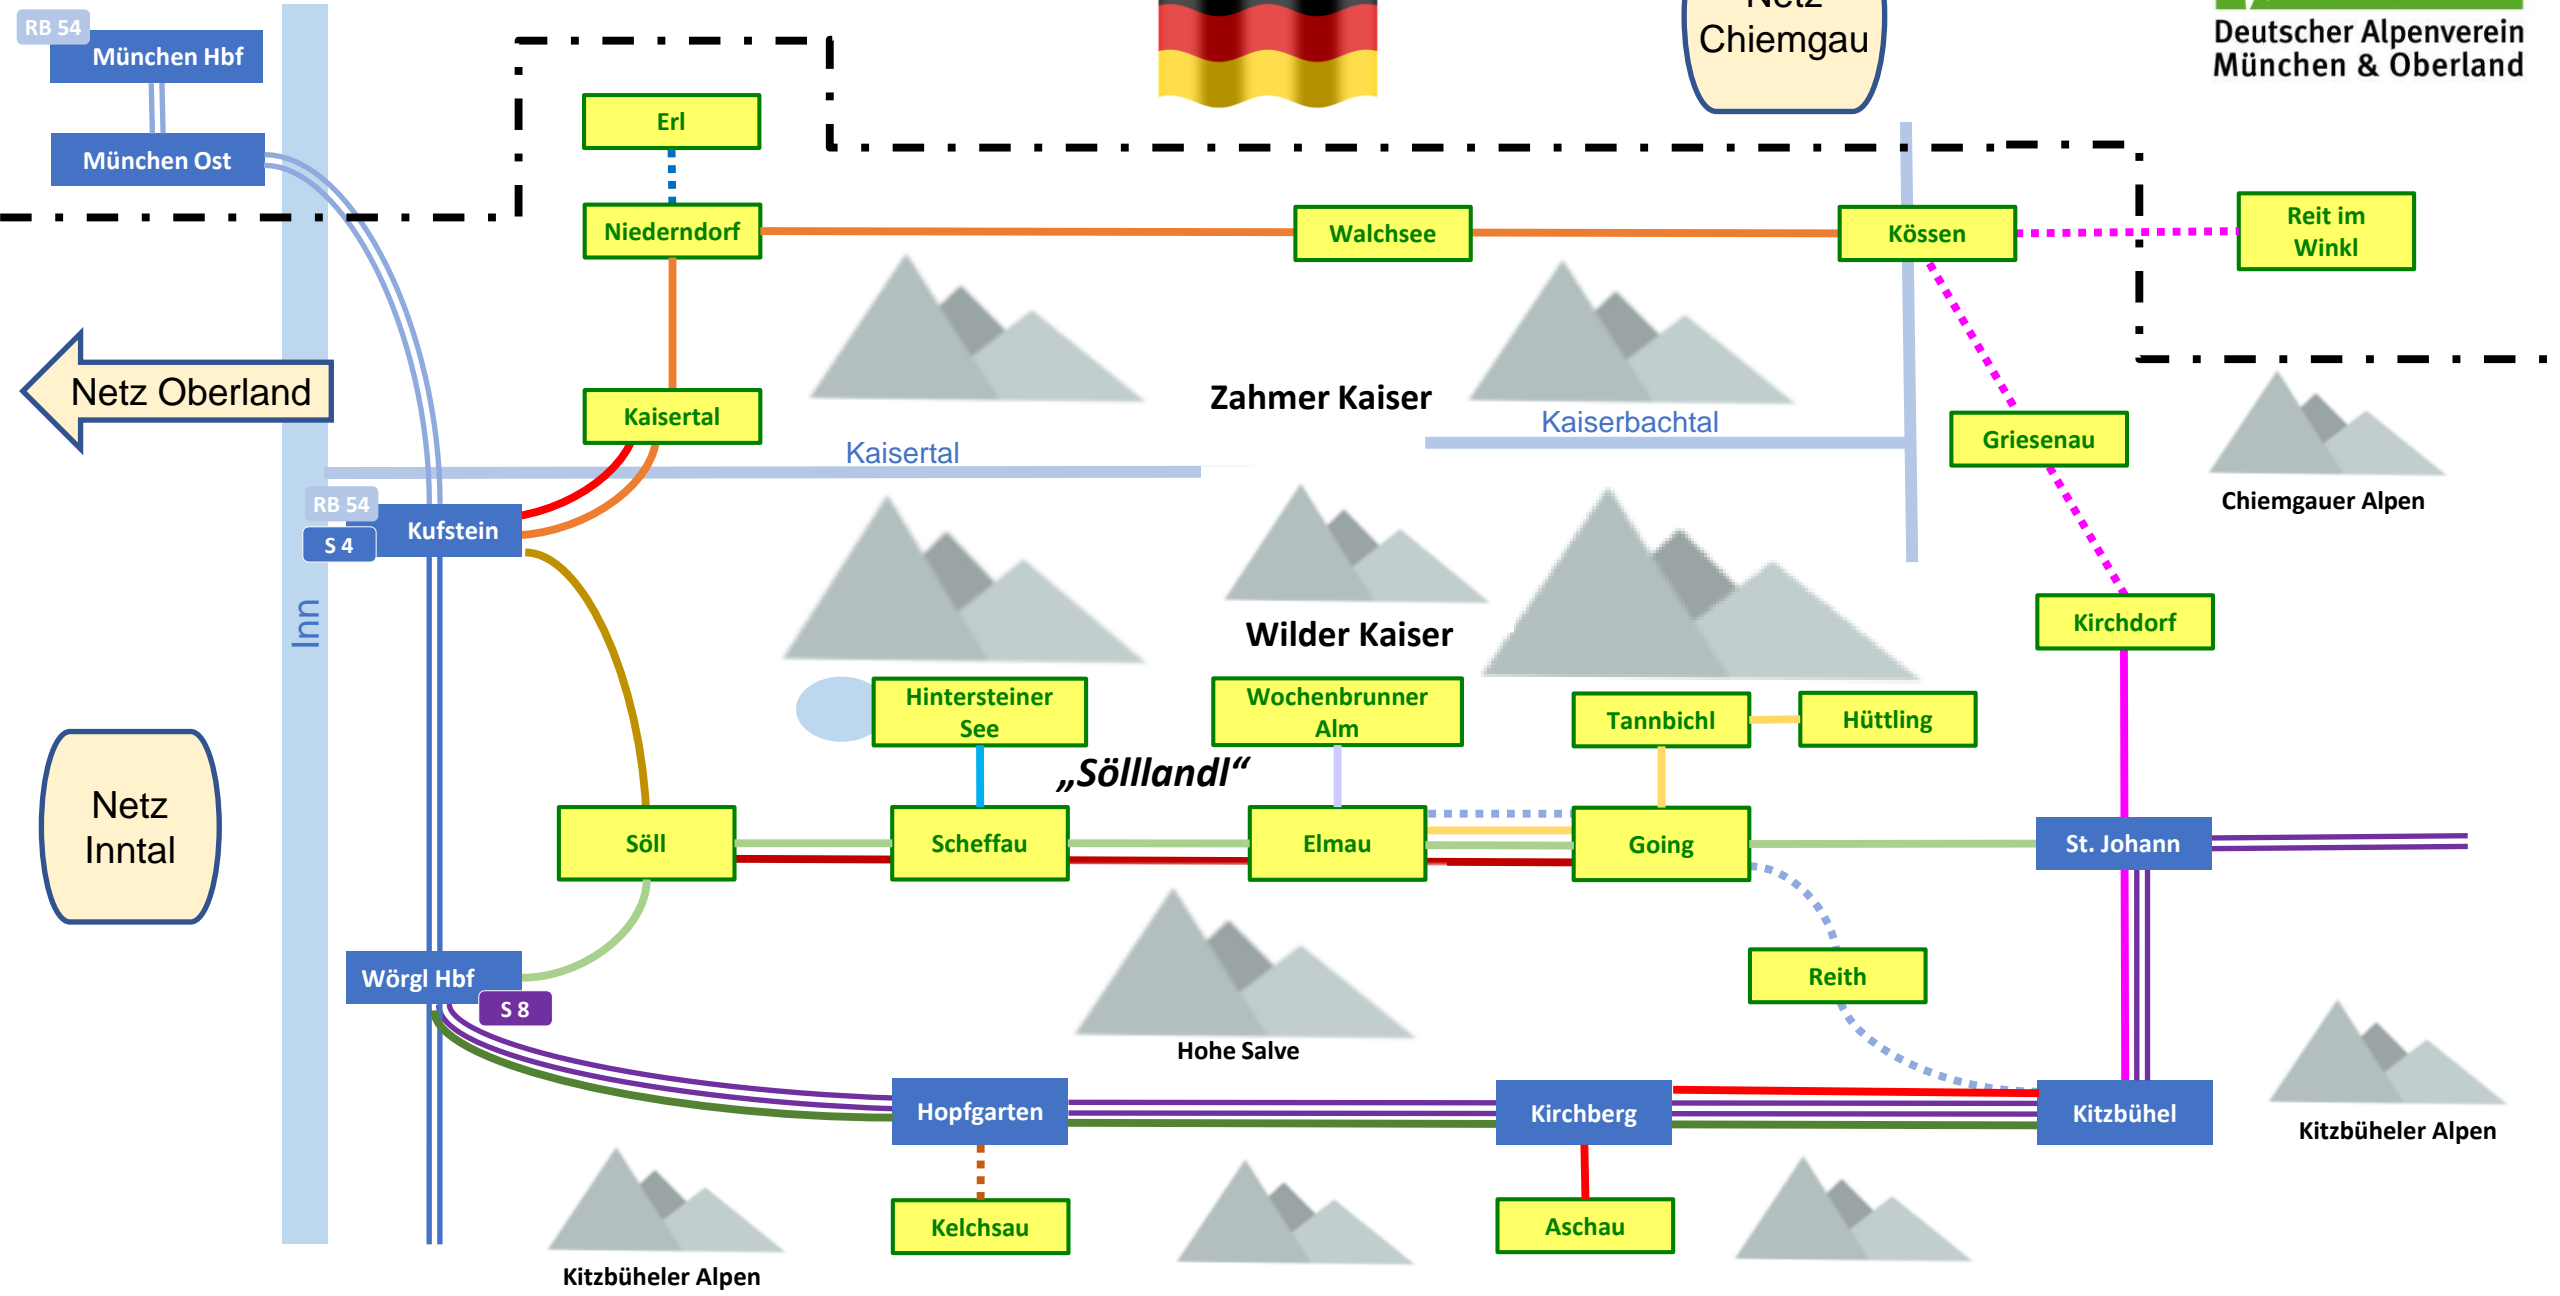 RB 54
München Hbf
Netz
Chiemgau
Deutscher Alpenverein
München & Oberland
Erl
München Ost
Niederndorf
Walchsee
Kössen
Reit im
Winkl
Netz Oberland
Kaisertal
Zahmer Kaiser
Kaiserbachtal
Griesenau
Kaisertal
RB 54
Kufstein
S 4
Chiemgauer Alpen
Inn
Wilder Kaiser
Kirchdorf
Hintersteiner
See
Wochenbrunner
Alm
Tannbichl
Hüttling
„Sölllandl“
Netz
Inntal
Söll
Scheffau
Elmau
Going
St. Johann
Wörgl Hbf
S 8
Reith
Hohe Salve
Hopfgarten
Kirchberg
Kitzbühel
Kitzbüheler Alpen
Kelchsau
Aschau
Kitzbüheler Alpen